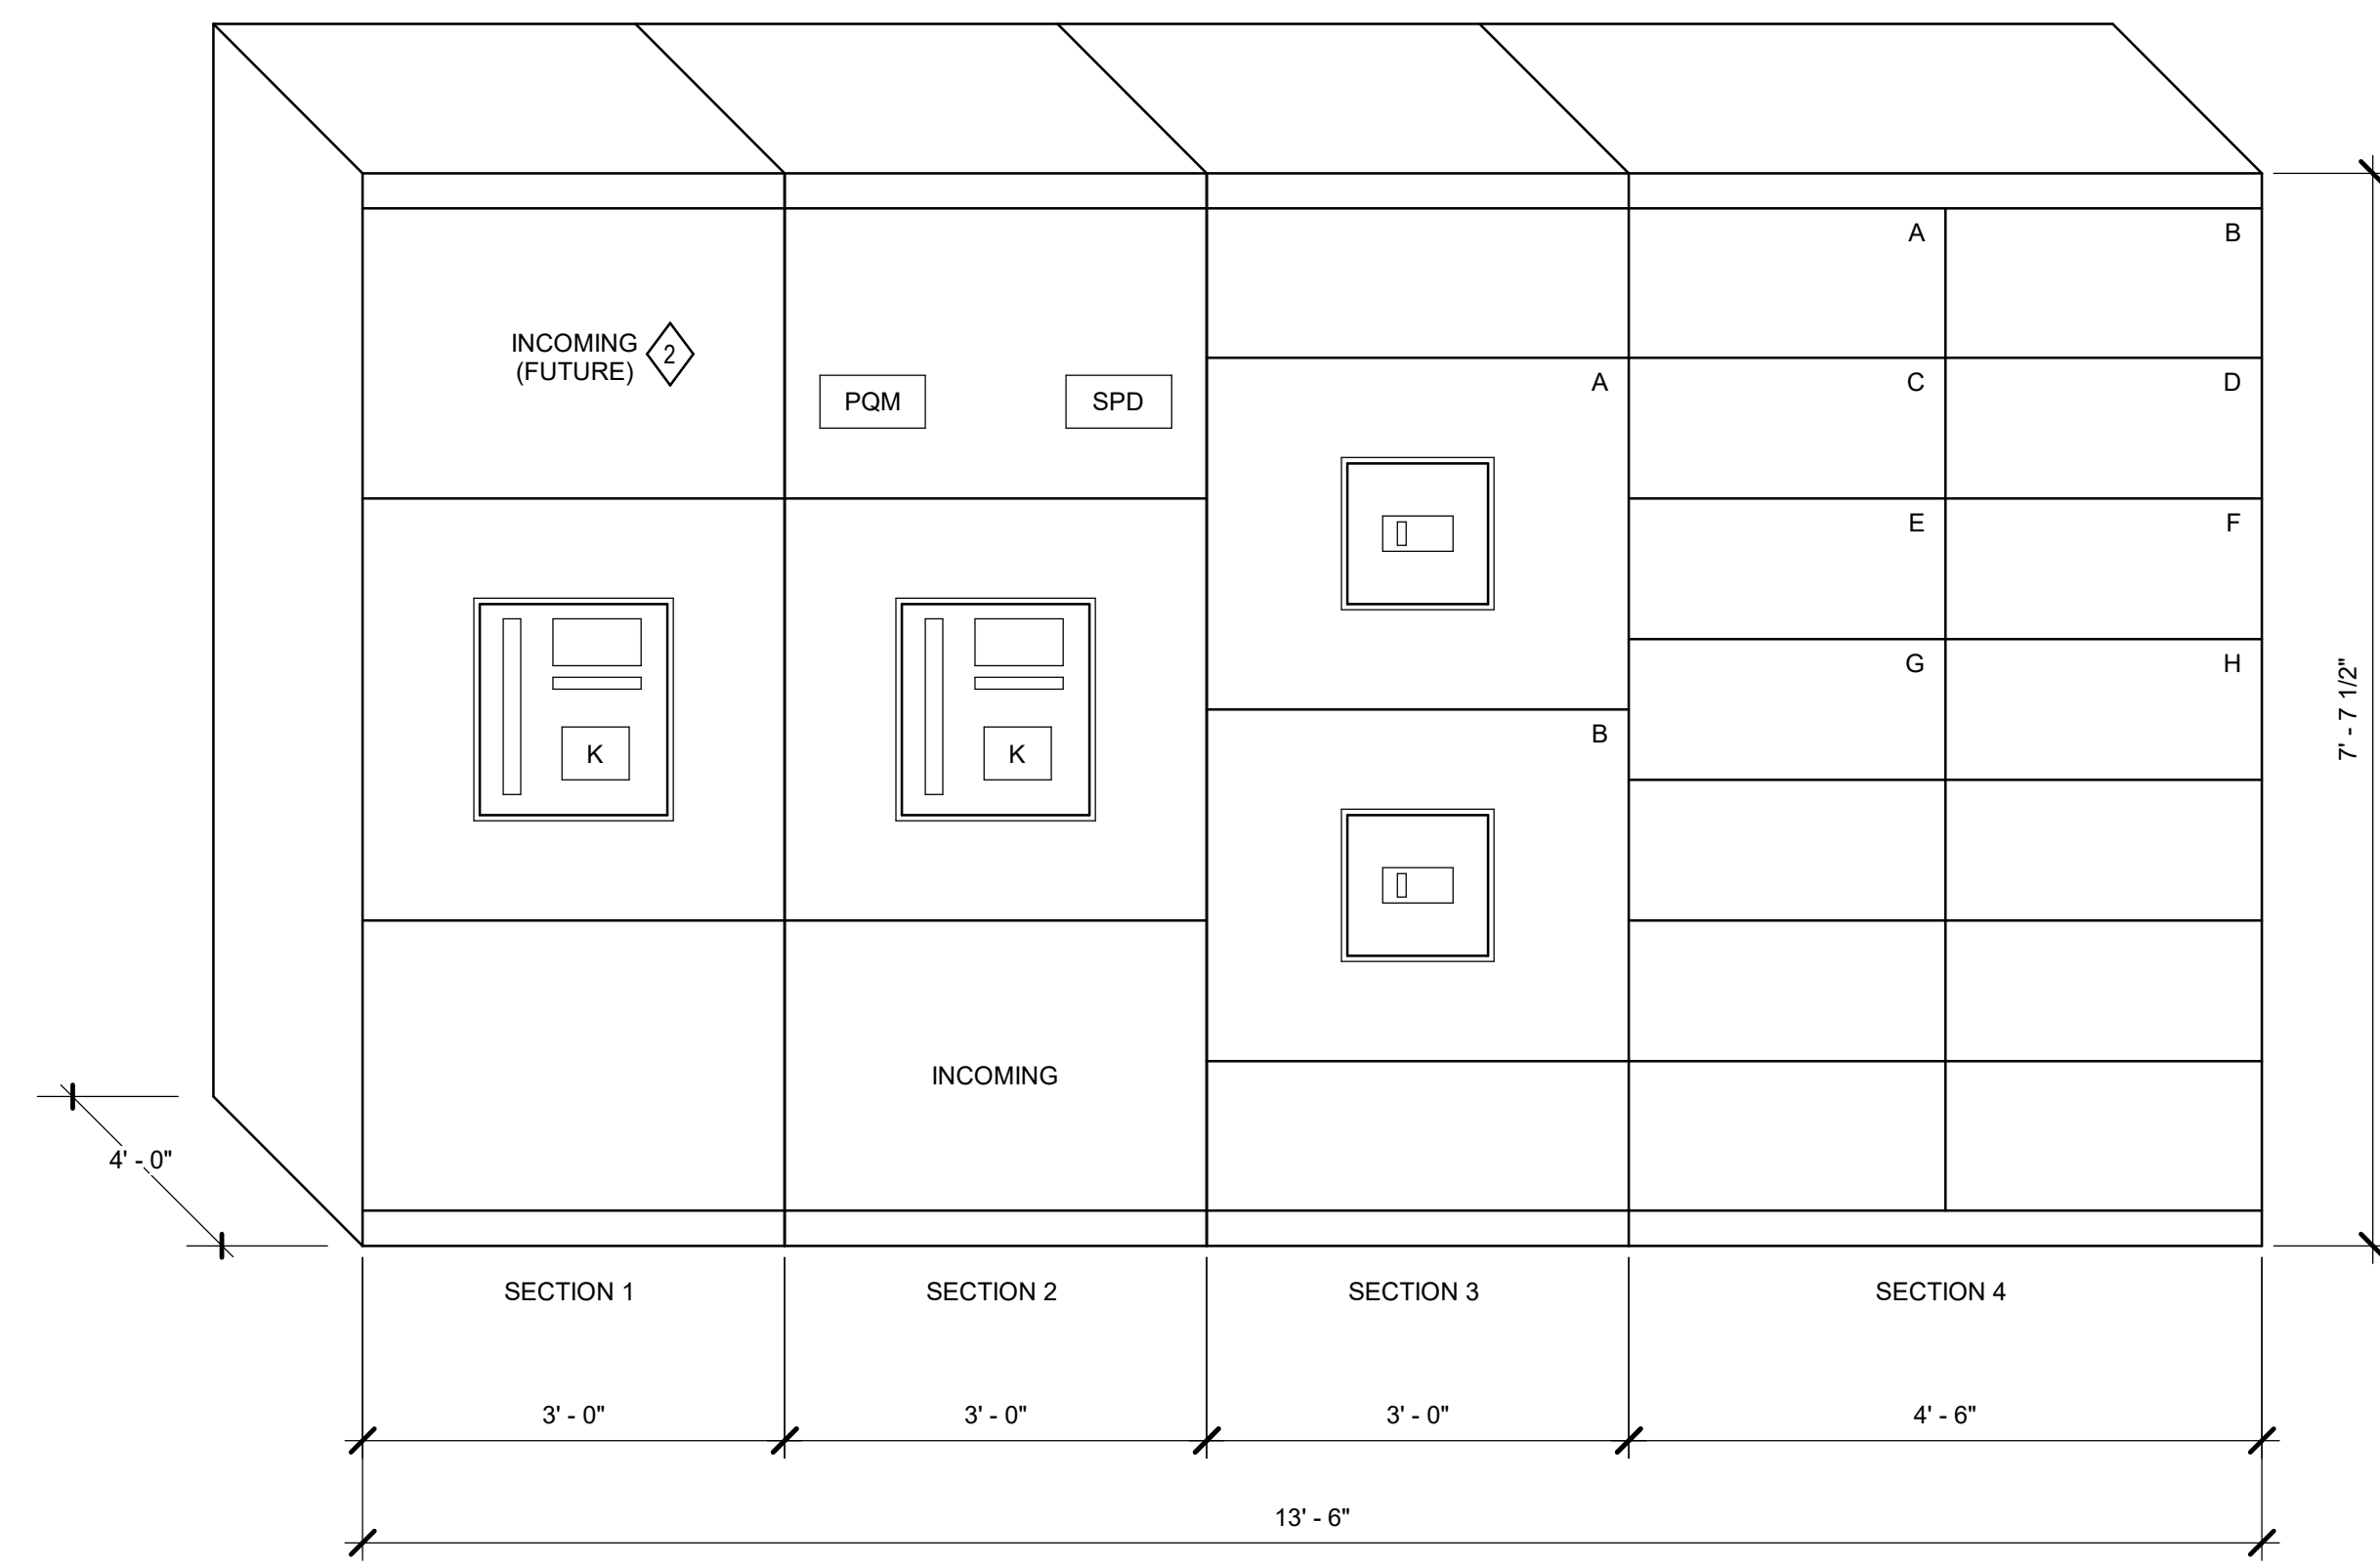 A
B
INCOMING
(FUTURE)
2
PQM
SPD
A
C
D
E
F
G
H
K
K
B
INCOMING
7' - 7 1/2"
4' - 0"
SECTION 1
SECTION 2
SECTION 3
SECTION 4
3' - 0"
3' - 0"
3' - 0"
4' - 6"
13' - 6"